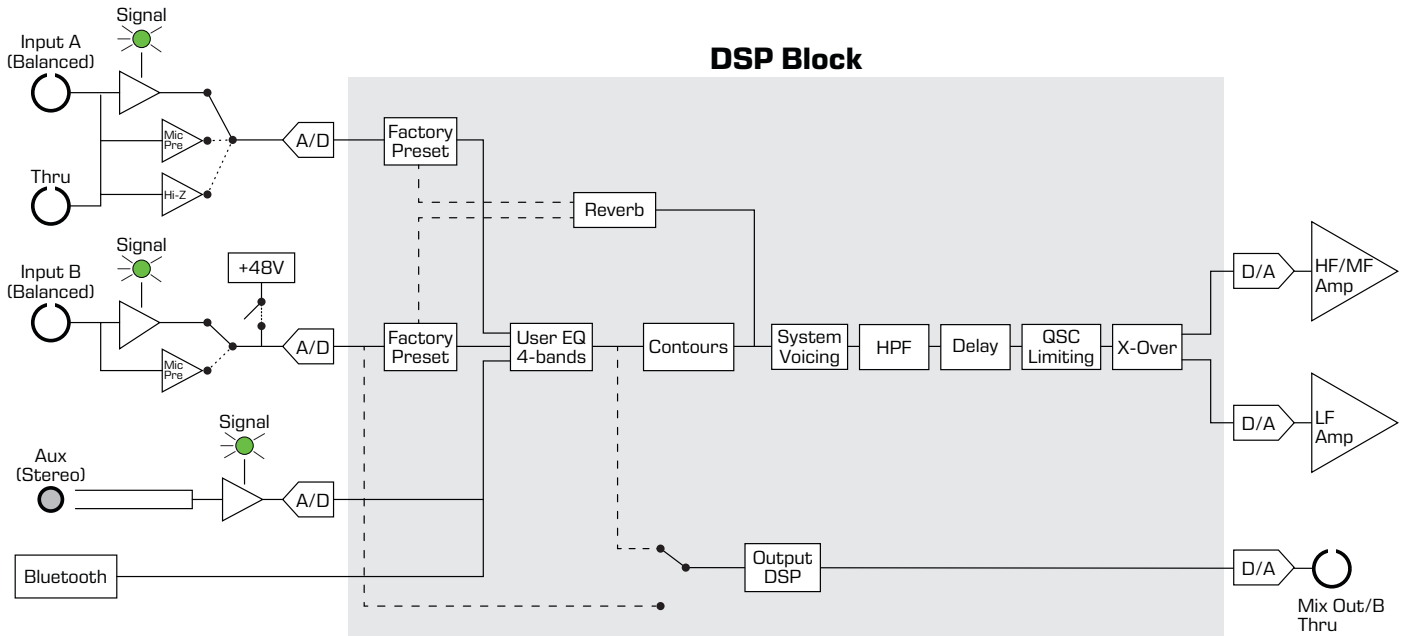 DSP Block
Signal
Input A
(Balanced)
Mic
Pre
Hi-Z
Thru
A/D
Factory
Preset
Reverb
Signal
Input B
(Balanced)
+48V
Mic
Pre
A/D
Factory
Preset
User EQ
4-bands
Contours
System
Voicing
HPF
Delay
QSC
Limiting
X-Over
D/A
HF/MF
Amp
D/A
LF
Amp
Signal
Aux
(Stereo)
A/D
Bluetooth
Output
DSP
D/A
Mix Out/B
Thru